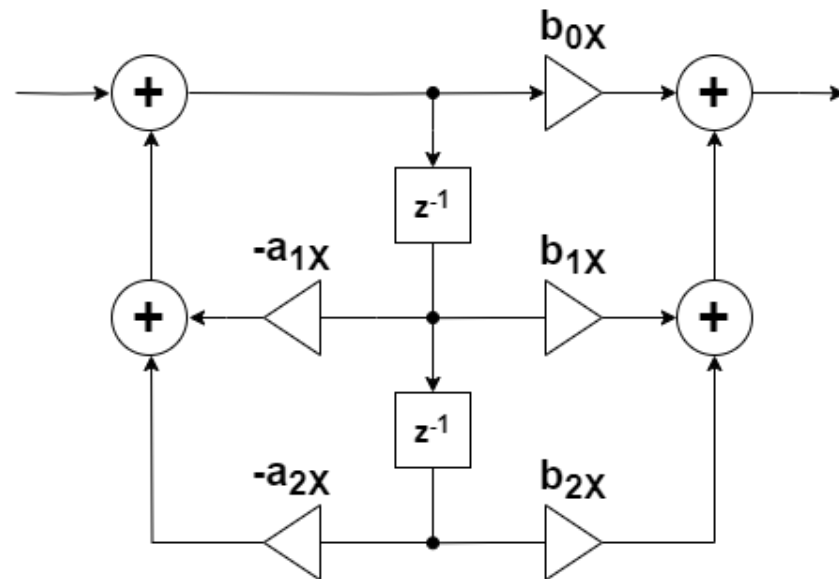 b0X
+ +
z-1
-a1X b1X
+ +
z-1
-a2X b2X